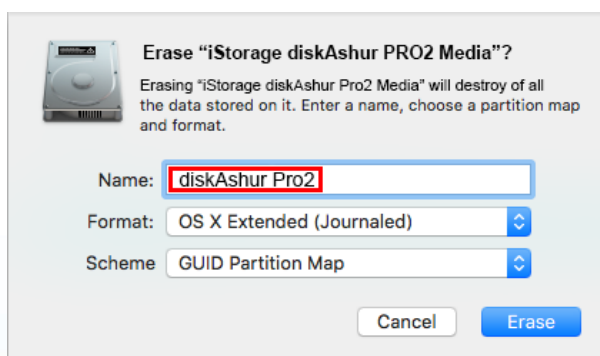 Erase “iStorage diskAshur PRO2 Media”?
Erasing “iStorage diskAshur Pro2 Media” will destroy of all
the data stored on it. Enter a name, choose a partition map
and format.
Name: diskAshur Pro2
Format: OS X Extended (Journaled)
Scheme GUID Partition Map
Cancel Erase